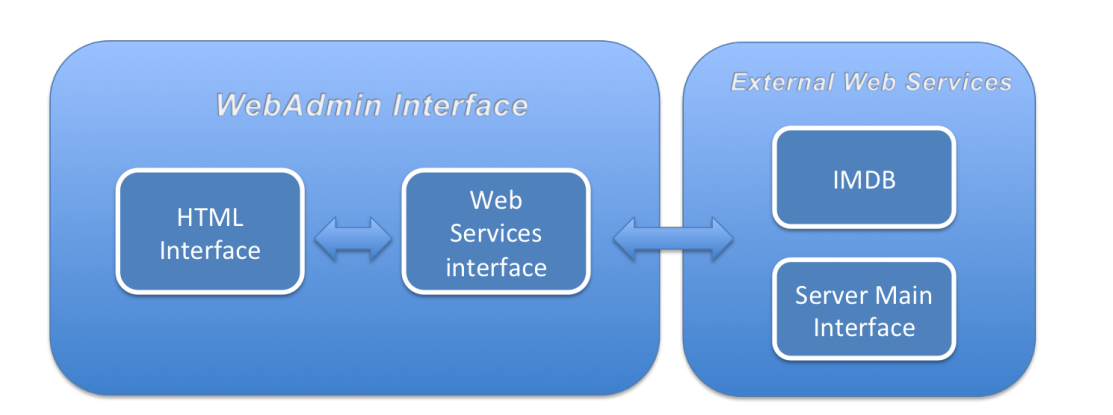 WebAdmin Interface
HTML
Interface
Web
Services
interface
External Web Services
IMDB
Server Main
Interface